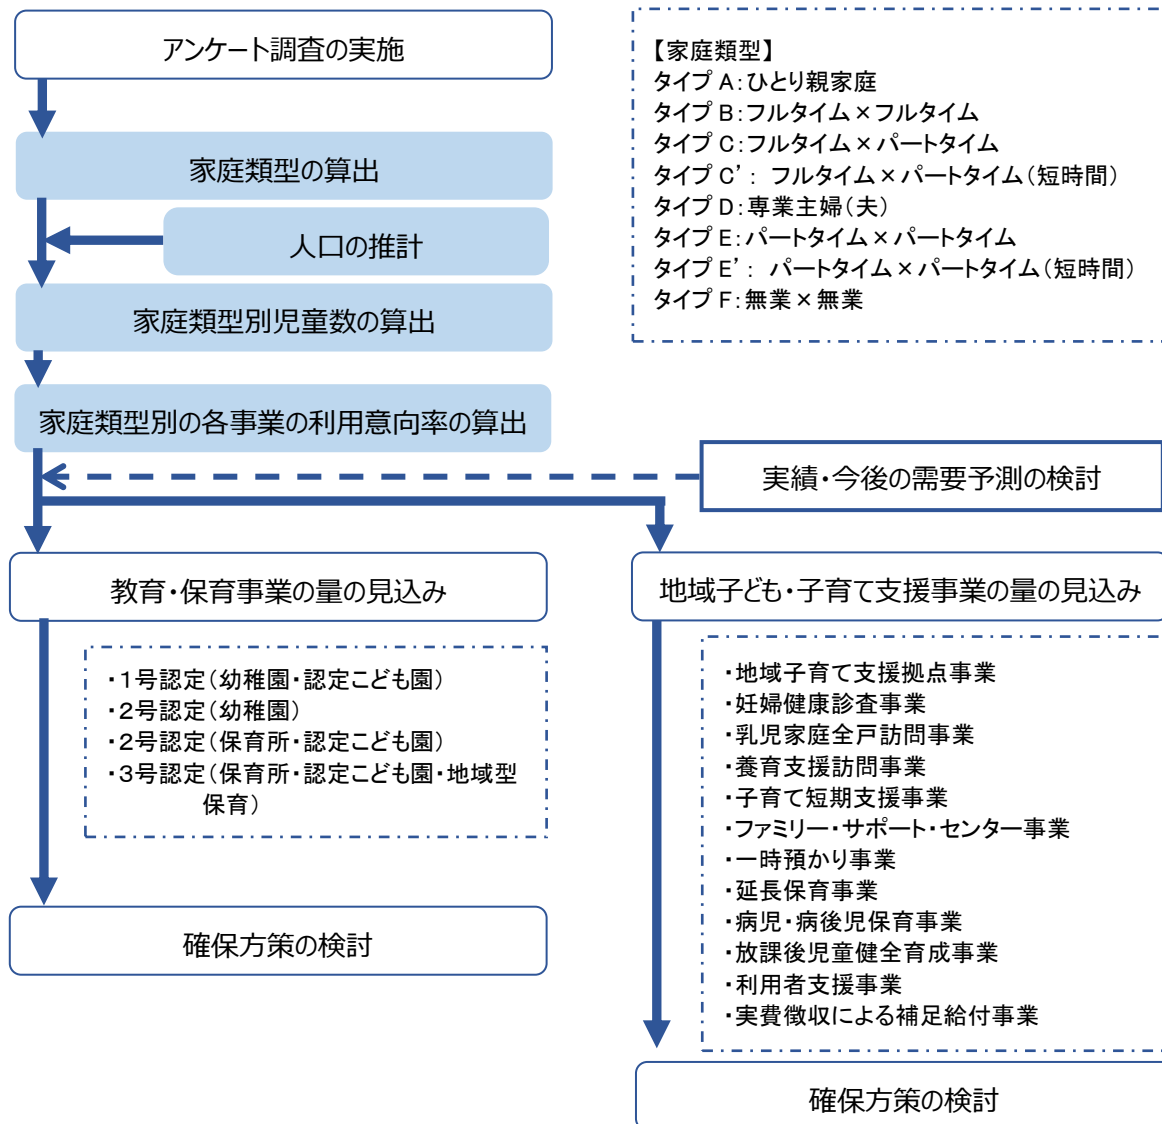 アンケート調査の実施
家庭類型の算出
人口の推計
家庭類型別児童数の算出
家庭類型別の各事業の利用意向率の算出
【家庭類型】
タイプ A:ひとり親家庭
タイプ B:フルタイム×フルタイム
タイプ C:フルタイム×パートタイム
タイプ C’: フルタイム×パートタイム(短時間)
タイプ D:専業主婦(夫)
タイプ E:パートタイム×パートタイム
タイプ E’: パートタイム×パートタイム(短時間)
タイプ F:無業×無業
実績・今後の需要予測の検討
教育・保育事業の量の見込み
・1号認定(幼稚園・認定こども園)
・2号認定(幼稚園)
・2号認定(保育所・認定こども園)
・3号認定(保育所・認定こども園・地域型
保育)
確保方策の検討
地域子ども・子育て支援事業の量の見込み
・地域子育て支援拠点事業
・妊婦健康診査事業
・乳児家庭全戸訪問事業
・養育支援訪問事業
・子育て短期支援事業
・ファミリー・サポート・センター事業
・一時預かり事業
・延長保育事業
・病児・病後児保育事業
・放課後児童健全育成事業
・利用者支援事業
・実費徴収による補足給付事業
確保方策の検討